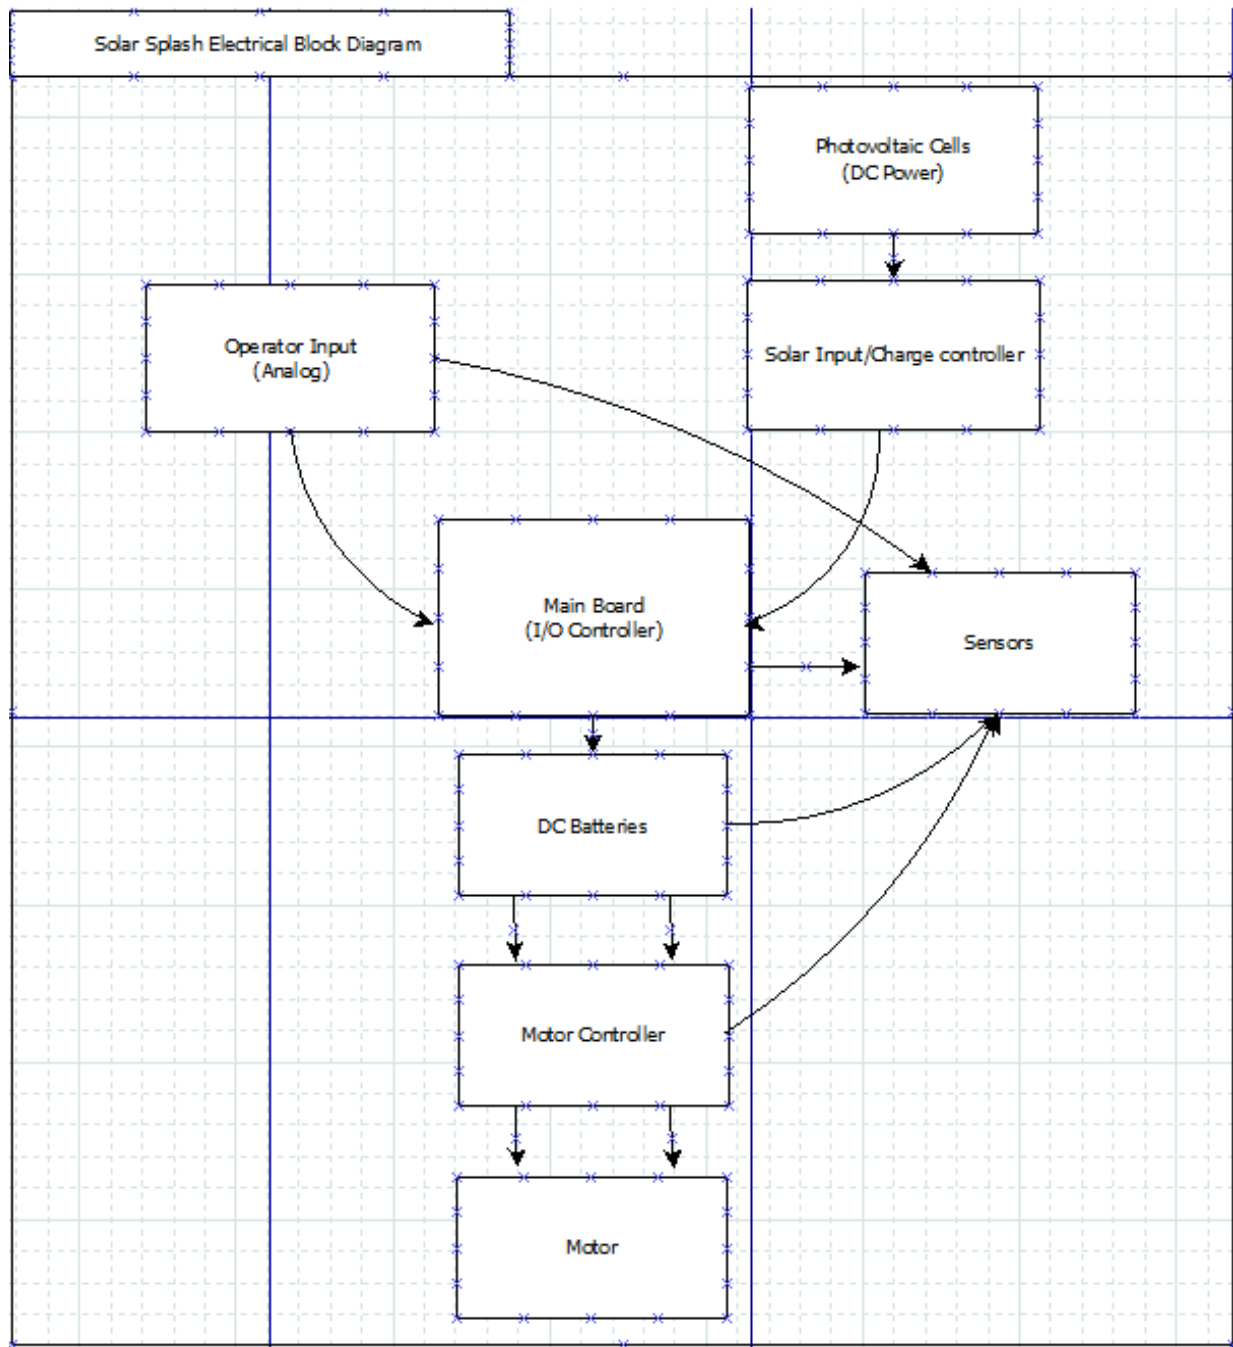 Solar Splash Electrical Block Diagram
Photovoltaic Cells
(DC Power)
Operator Input
(Analog)
Solar Input/Charge controller
Main Board
(I/O Controller)
Sensors
DC Batteries
Motor Controller
Motor